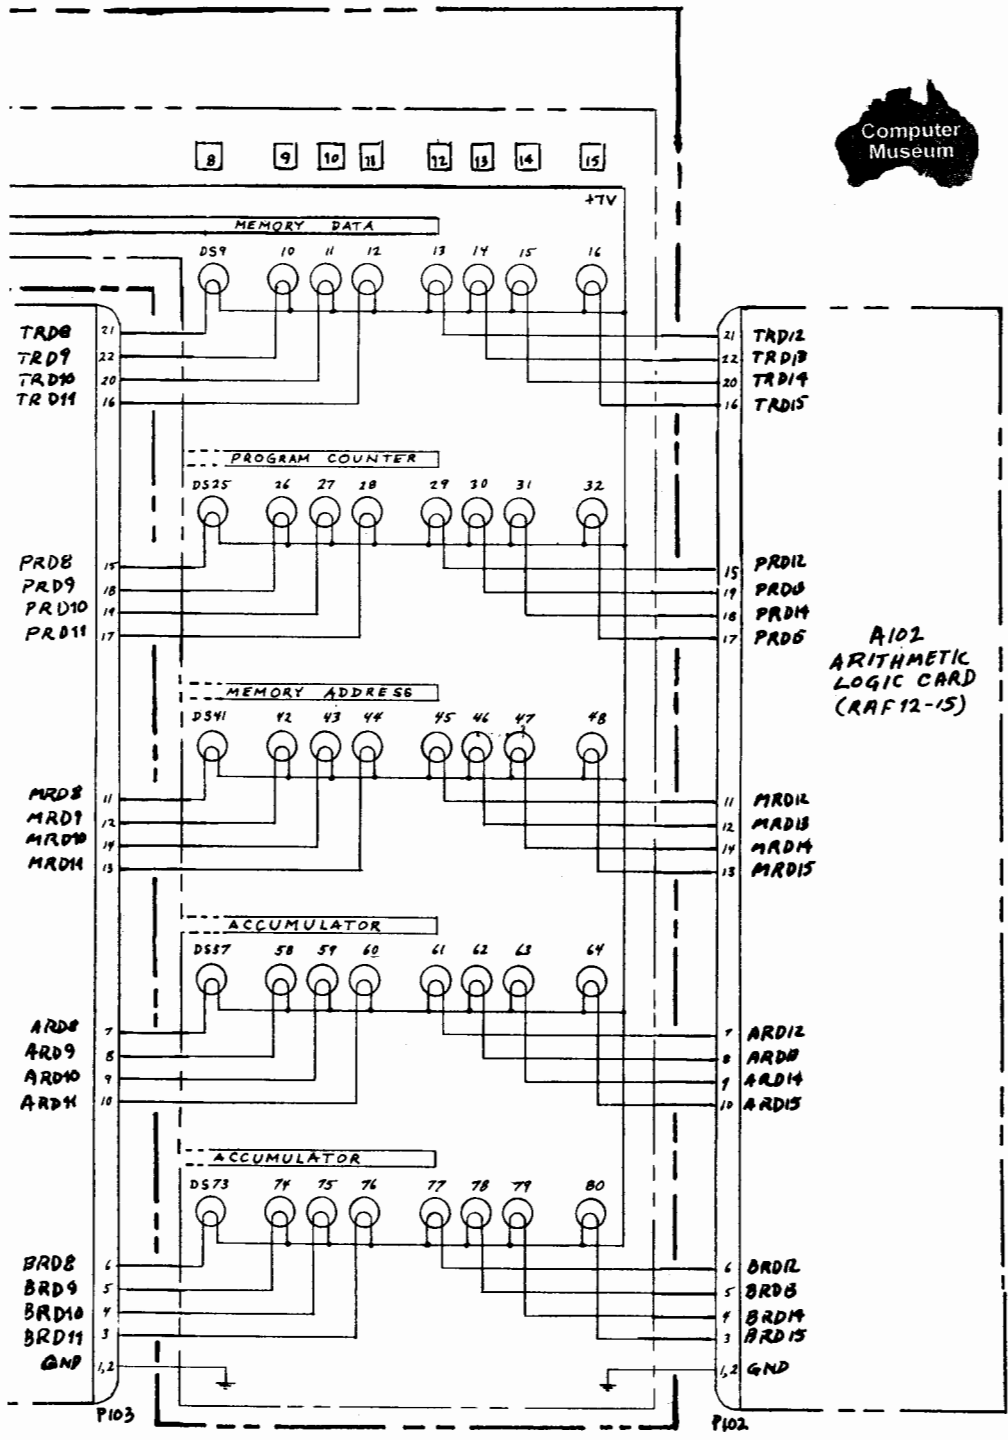 Computer
Museum
8 9 10 11 12 13 14 15
+7V
MEMORY DATA
DS9 10 11 12 13 14 15 16
TRD8 21
TRD9 22
TRD10 20
TRD11 16
21 TRD12
22 TRD13
20 TRD14
16 TRD15
PROGRAM COUNTER
DS25 26 27 28 29 30 31 32
PRD8 15
PRD9 18
PRD10 19
PRD11 17
15 PRD12
19 PRD13
18 PRD14
17 PRD15
A102
ARITHMETIC
LOGIC CARD
(RAF12-15)
MEMORY ADDRESS
DS41 42 43 44 45 46 47 48
MRD8 11
MRD9 12
MRD10 14
MRD11 13
11 MRD12
12 MRD13
14 MRD14
13 MRD15
ACCUMULATOR
DS57 58 59 60 61 62 63 64
ARD8 7
ARD9 8
ARD10 9
ARD11 10
7 ARD12
8 ARD13
9 ARD14
10 ARD15
ACCUMULATOR
DS73 74 75 76 77 78 79 80
BRD8 6
BRD9 5
BRD10 4
BRD11 3
GND 1,2
6 BRD12
5 BRD13
4 BRD14
3 BRD15
1,2 GND
P103
P102